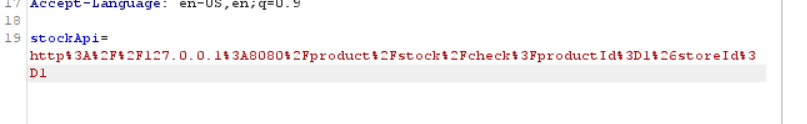 17 Accept-Language: en-US,en;q=0.9
18
19 stockApi=
http%3A%2F%2F127.0.0.1%3A8080%2Fproduct%2Fstock%2Fcheck%3FproductId%3D1%26storeId%3
D1